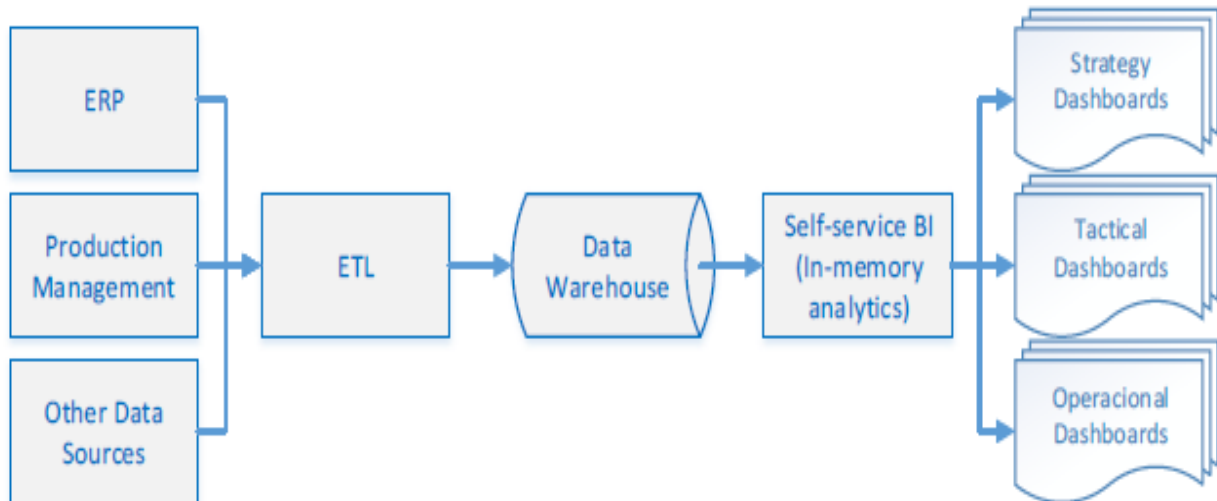 ERP
Production
Management
Other Data
Sources
ETL
Data
Warehouse
Self-service BI
(In-memory
analytics)
Strategy
Dashboards
Tactical
Dashboards
Operacional
Dashboards